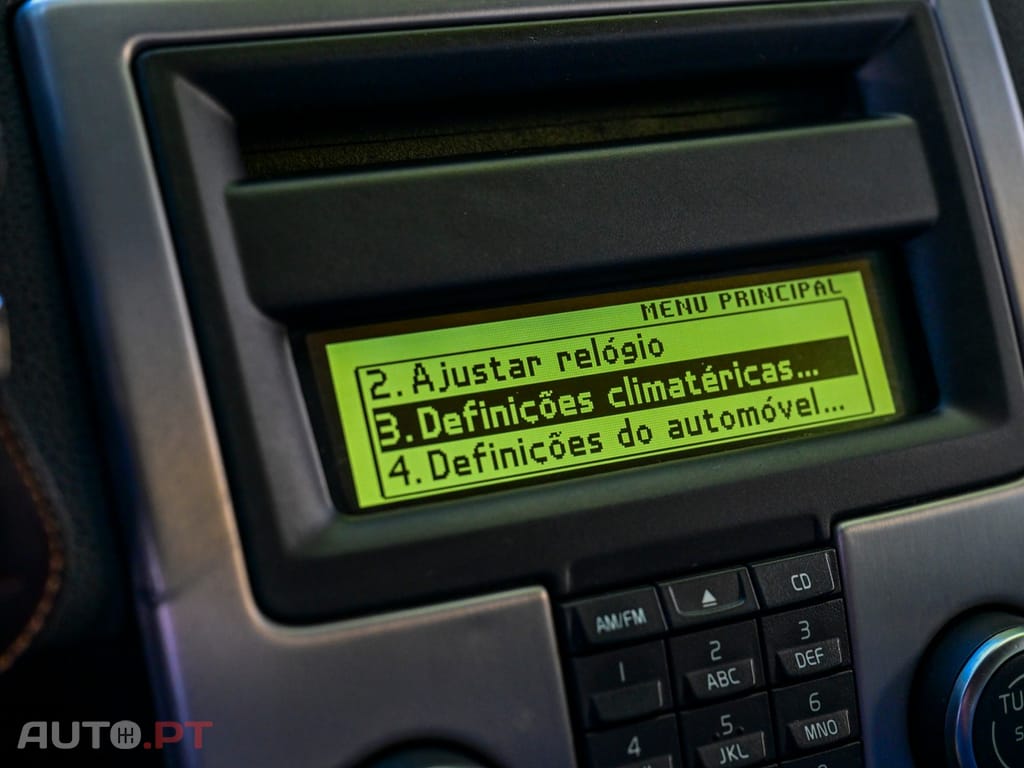 MENU PRINCIPAL
2. Ajustar relógio
3. Definições climatéricas...
4. Definições do automóvel...
AM/FM
CD
1
2
ABC
3
DEF
4
5
JKL
6
MNO
AUTO.PT